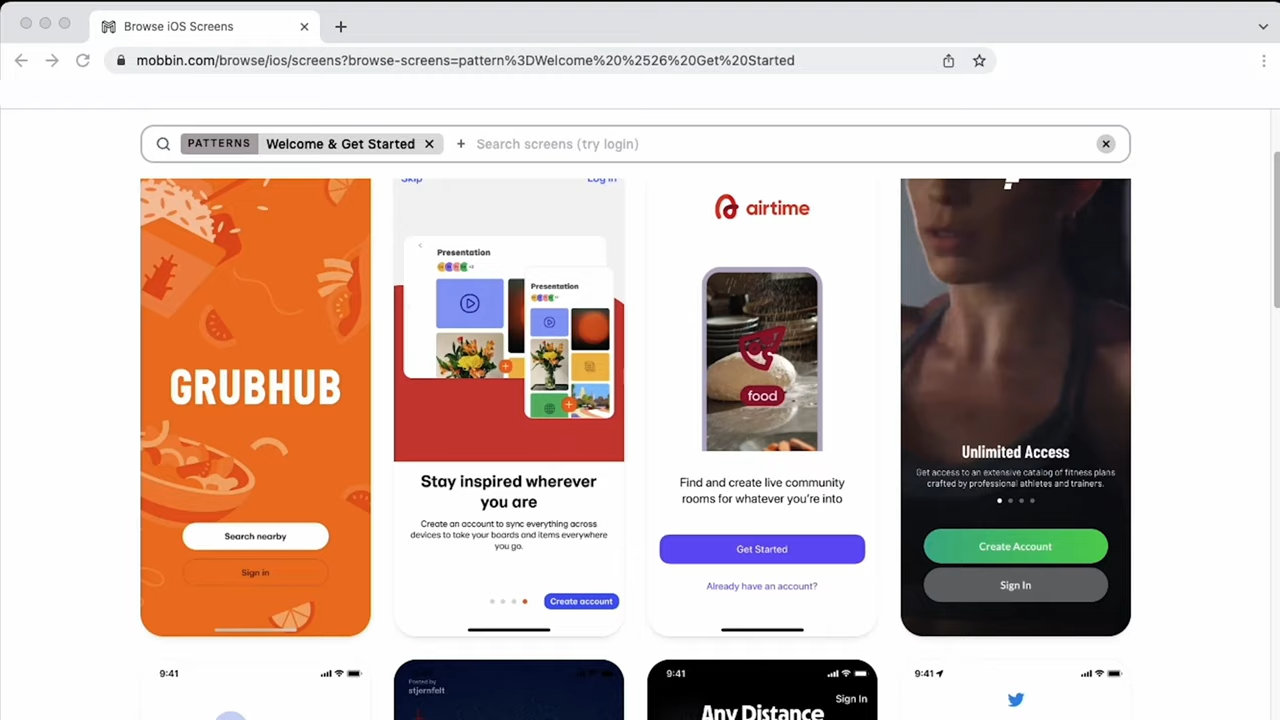 Browse iOS Screens
mobbin.com/browse/ios/screens?browse-screens=pattern%3DWelcome%20%2526%20Get%20Started
PATTERNS Welcome & Get Started Search screens (try login)
GRUBHUB
Search nearby
Sign in
Skip
Log in
Presentation
+3
Presentation
Stay inspired wherever
you are
Create an account to sync everything across
devices to take your boards and items everywhere
you go.
Create account
airtime
food
Find and create live community
rooms for whatever you're into
Get Started
Already have an account?
Unlimited Access
Get access to an extensive catalog of fitness plans
crafted by professional athletes and trainers.
Create Account
Sign In
9:41
Posted by
stjernfelt
9:41
Sign In
Any Distance
9:41